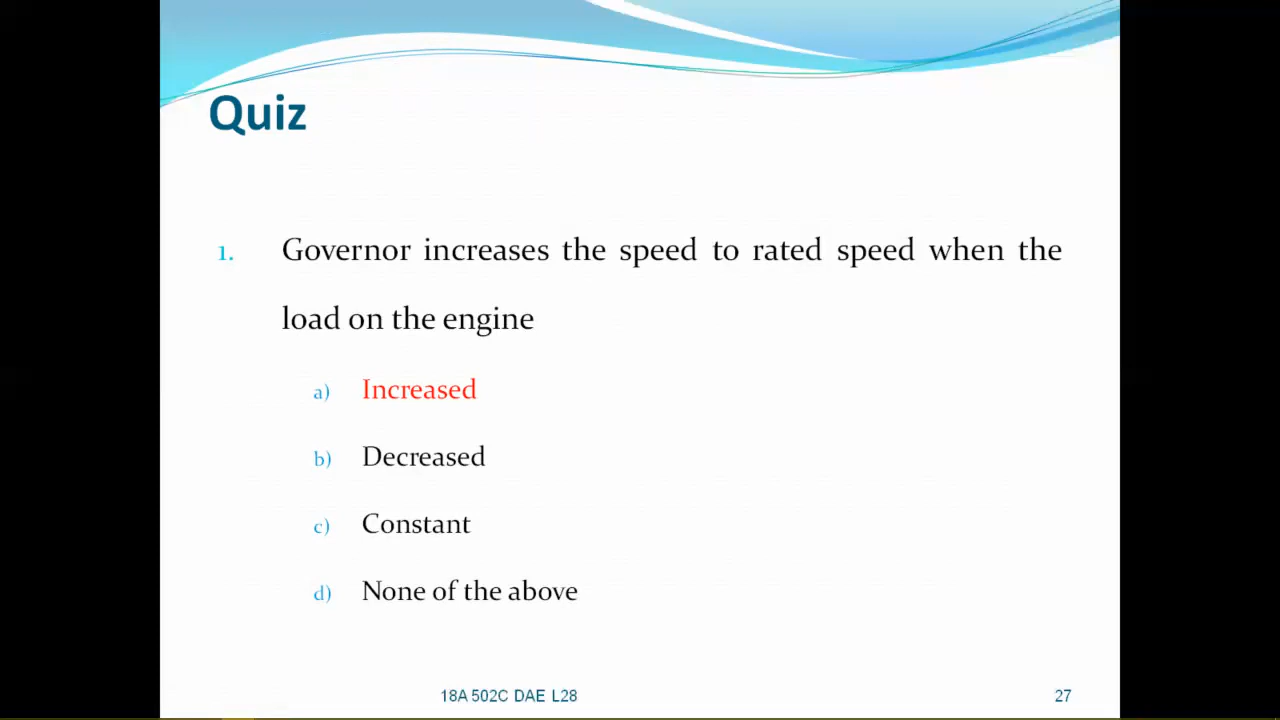 Quiz
1. Governor increases the speed to rated speed when the
load on the engine
a) Increased
b) Decreased
c) Constant
d) None of the above
18A 502C DAE L28
27